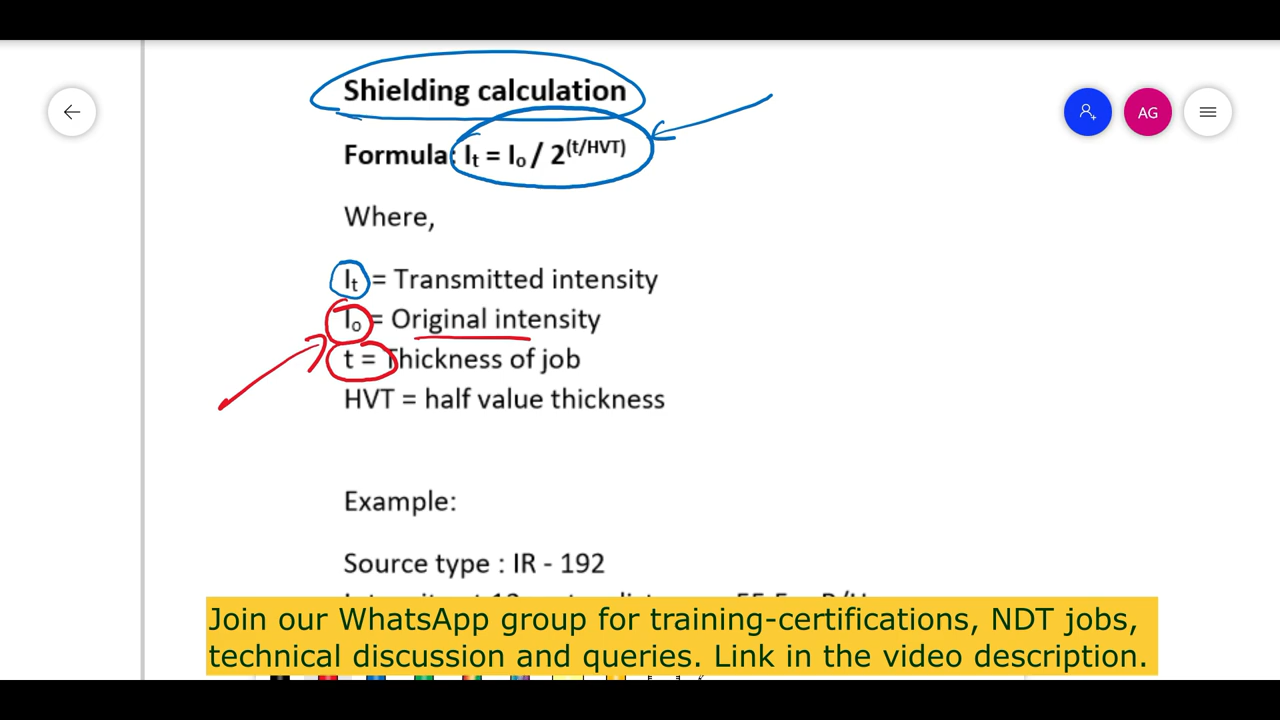 Shielding calculation
AG
Formula: Iₜ = Iₒ / 2^(t/HVT)
Where,
Iₜ = Transmitted intensity
Iₒ = Original intensity
t = Thickness of job
HVT = half value thickness
Example:
Source type : IR - 192
Join our WhatsApp group for training-certifications, NDT jobs,
technical discussion and queries. Link in the video description.